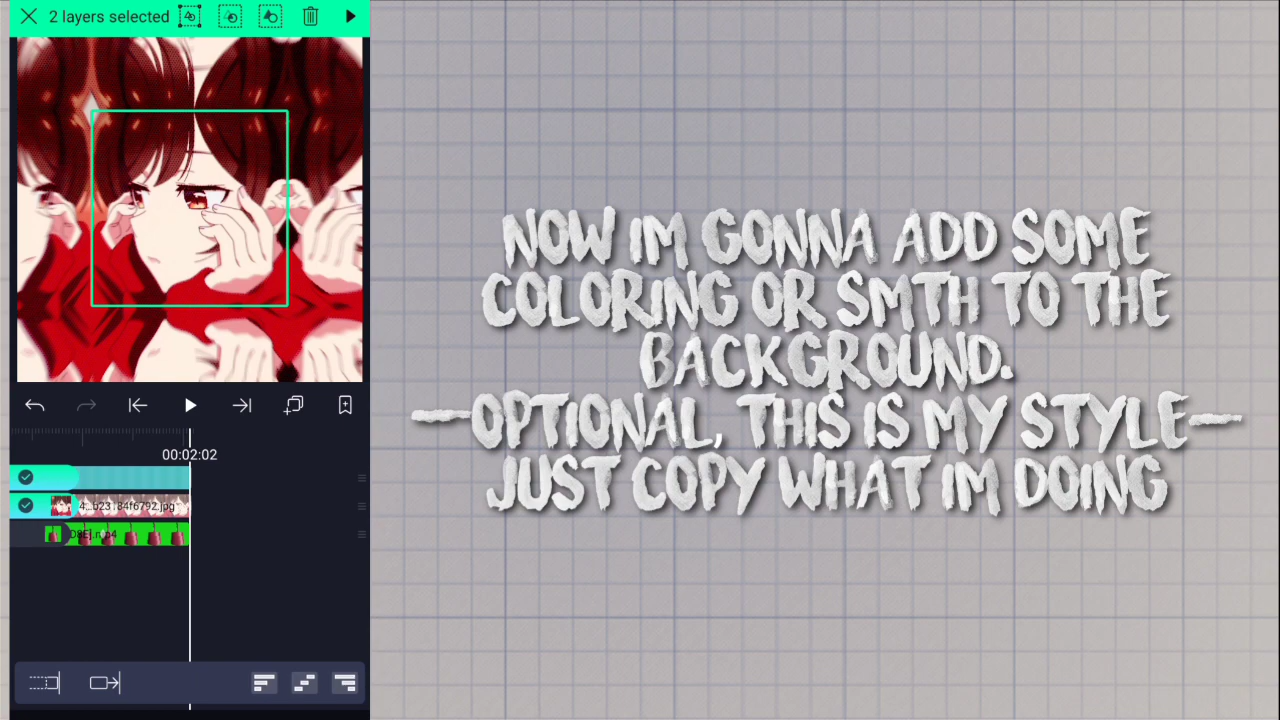 2 layers selected
NOW IM GONNA ADD SOME
COLORING OR SMTH TO THE
BACKGROUND.
—OPTIONAL, THIS IS MY STYLE—
JUST COPY WHAT IM DOING
00:02:02